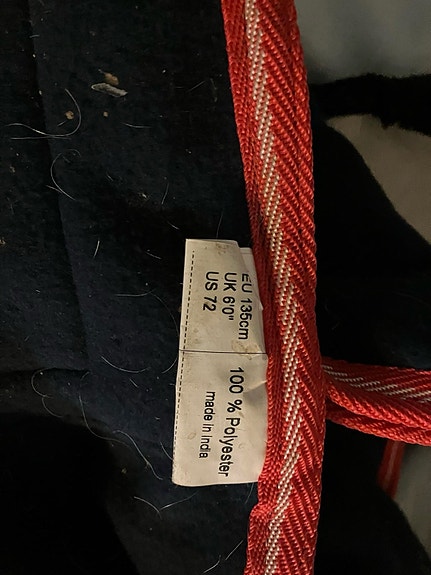 EU 135cm
UK 6'0"
US 72
100 % Polyester
made in India